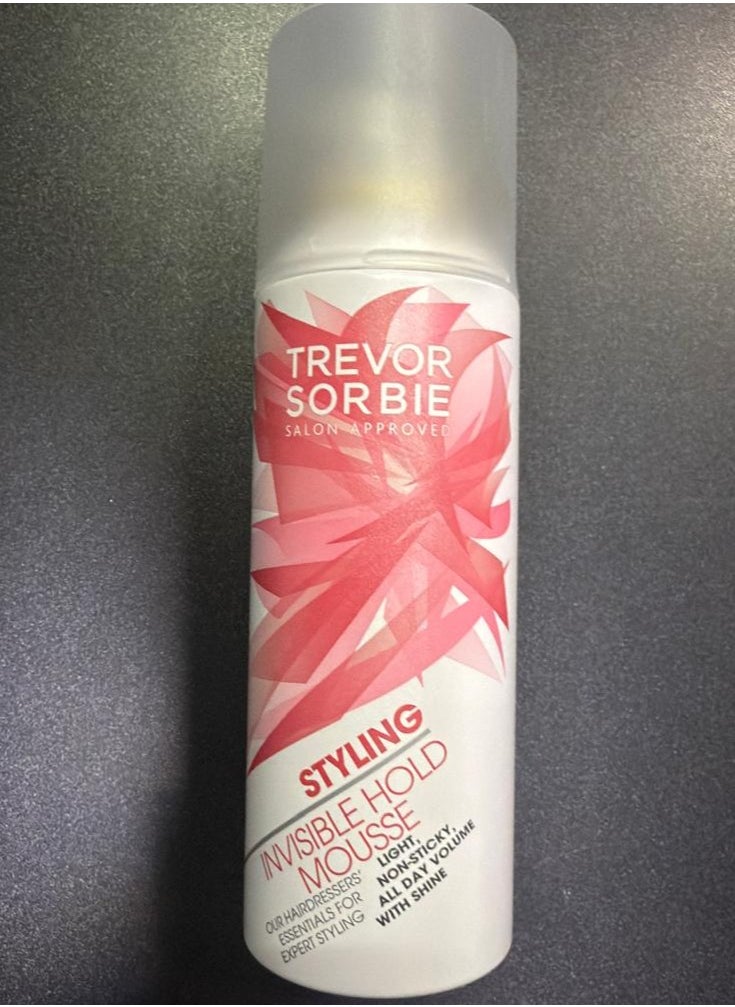 TREVOR
SORBIE
SALON APPROVED
STYLING
INVISIBLE HOLD
MOUSSE
OUR HAIRDRESSERS'
ESSENTIALS FOR
EXPERT STYLING
LIGHT,
NON-STICKY,
ALL DAY VOLUME
WITH SHINE